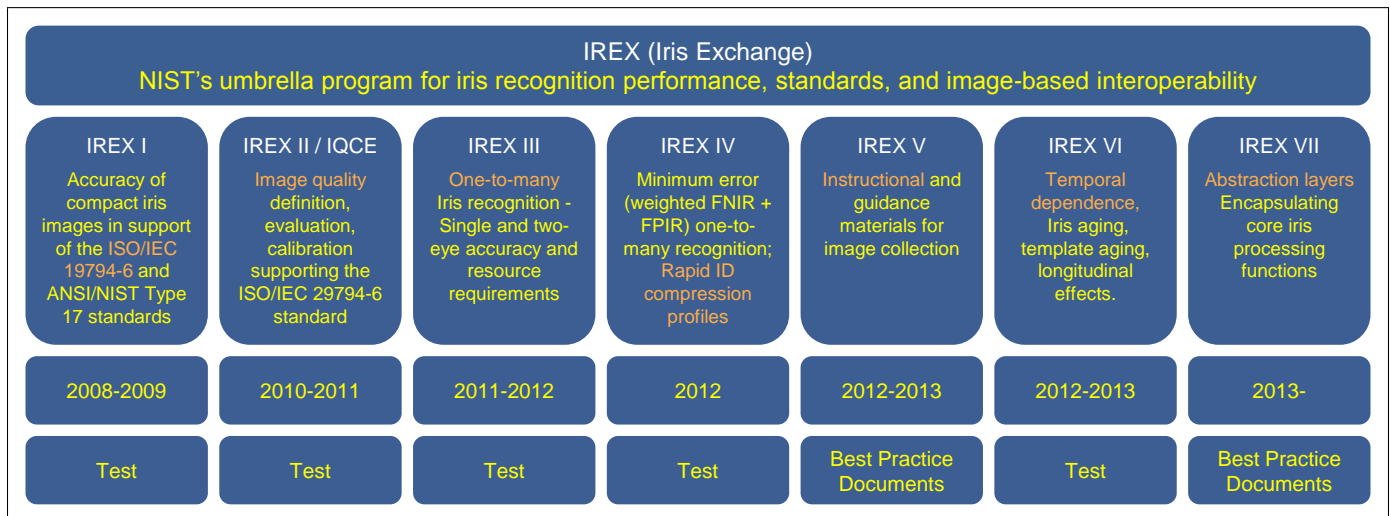 IREX (Iris Exchange)
NIST's umbrella program for iris recognition performance, standards, and image-based interoperability
IREX I
Accuracy of
compact iris
images in support
of the ISO/IEC
19794-6 and
ANSI/NIST Type
17 standards
IREX II / IQCE
Image quality
definition,
evaluation,
calibration
supporting the
ISO/IEC 29794-6
standard
IREX III
One-to-many
Iris recognition -
Single and two-
eye accuracy and
resource
requirements
IREX IV
Minimum error
(weighted FNIR +
FPIR) one-to-
many recognition;
Rapid ID
compression
profiles
IREX V
Instructional and
guidance
materials for
image collection
IREX VI
Temporal
dependence,
Iris aging,
template aging,
longitudinal
effects.
IREX VII
Abstraction layers
Encapsulating
core iris
processing
functions
2008-2009
2010-2011
2011-2012
2012
2012-2013
2012-2013
2013-
Test
Test
Test
Test
Best Practice
Documents
Test
Best Practice
Documents